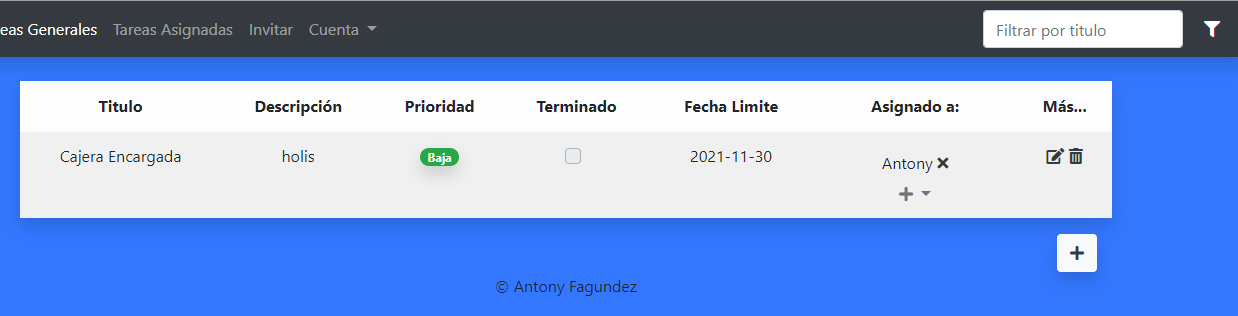 eas Generales Tareas Asignadas Invitar Cuenta Filtrar por titulo
Titulo Descripción Prioridad Terminado Fecha Limite Asignado a: Más...
Cajera Encargada holis Baja 2021-11-30 Antony
© Antony Fagundez